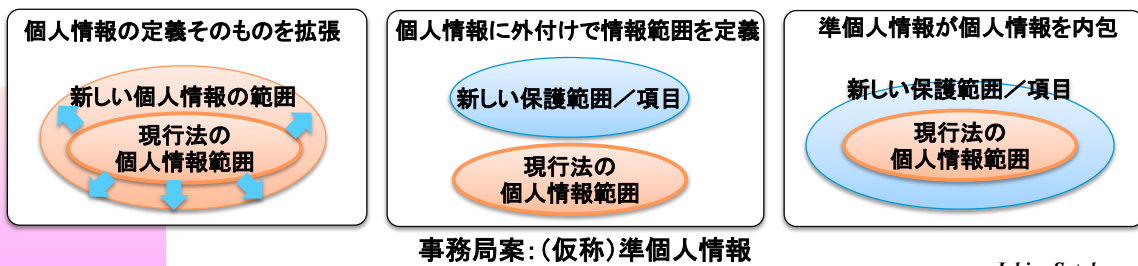 個人情報の定義そのものを拡張
新しい個人情報の範囲
現行法の
個人情報範囲
個人情報に外付けで情報範囲を定義
新しい保護範囲／項目
現行法の
個人情報範囲
準個人情報が個人情報を内包
新しい保護範囲／項目
現行法の
個人情報範囲
事務局案：（仮称）準個人情報